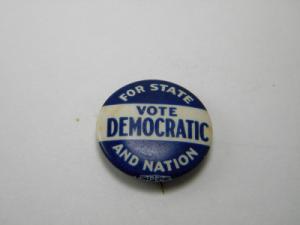 FOR STATE
VOTE
DEMOCRATIC
AND NATION